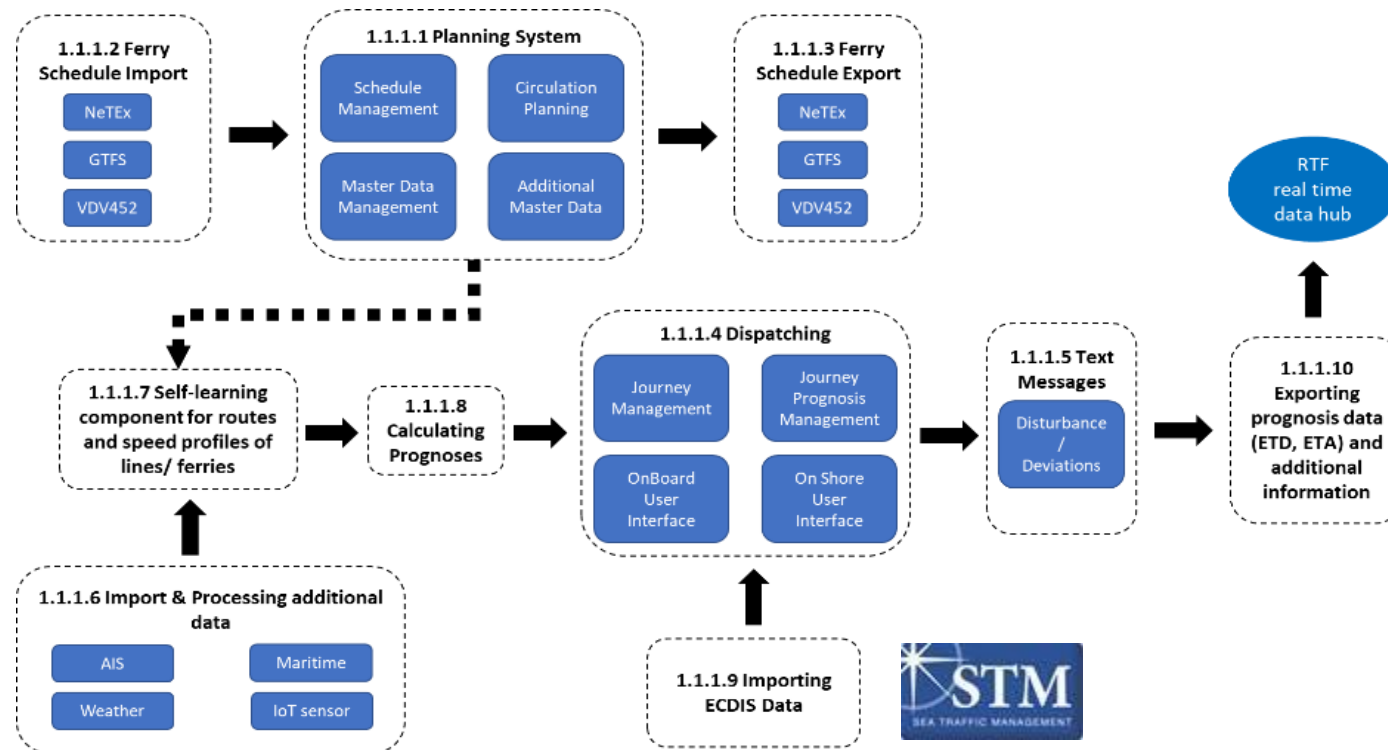 1.1.1.2 Ferry
Schedule Import
NeTEx
GTFS
VDV452
1.1.1.1 Planning System
Schedule
Management
Circulation
Planning
Master Data
Management
Additional
Master Data
1.1.1.3 Ferry
Schedule Export
NeTEx
GTFS
VDV452
RTF
real time
data hub
1.1.1.7 Self-learning
component for routes
and speed profiles of
lines/ ferries
1.1.1.8
Calculating
Prognoses
1.1.1.4 Dispatching
Journey
Management
Journey
Prognosis
Management
OnBoard
User
Interface
On Shore
User
Interface
1.1.1.5 Text
Messages
Disturbance
/
Deviations
1.1.1.10
Exporting
prognosis data
(ETD, ETA) and
additional
information
1.1.1.6 Import & Processing additional
data
AIS
Maritime
Weather
IoT sensor
1.1.1.9 Importing
ECDIS Data
STM
SEA TRAFFIC MANAGEMENT